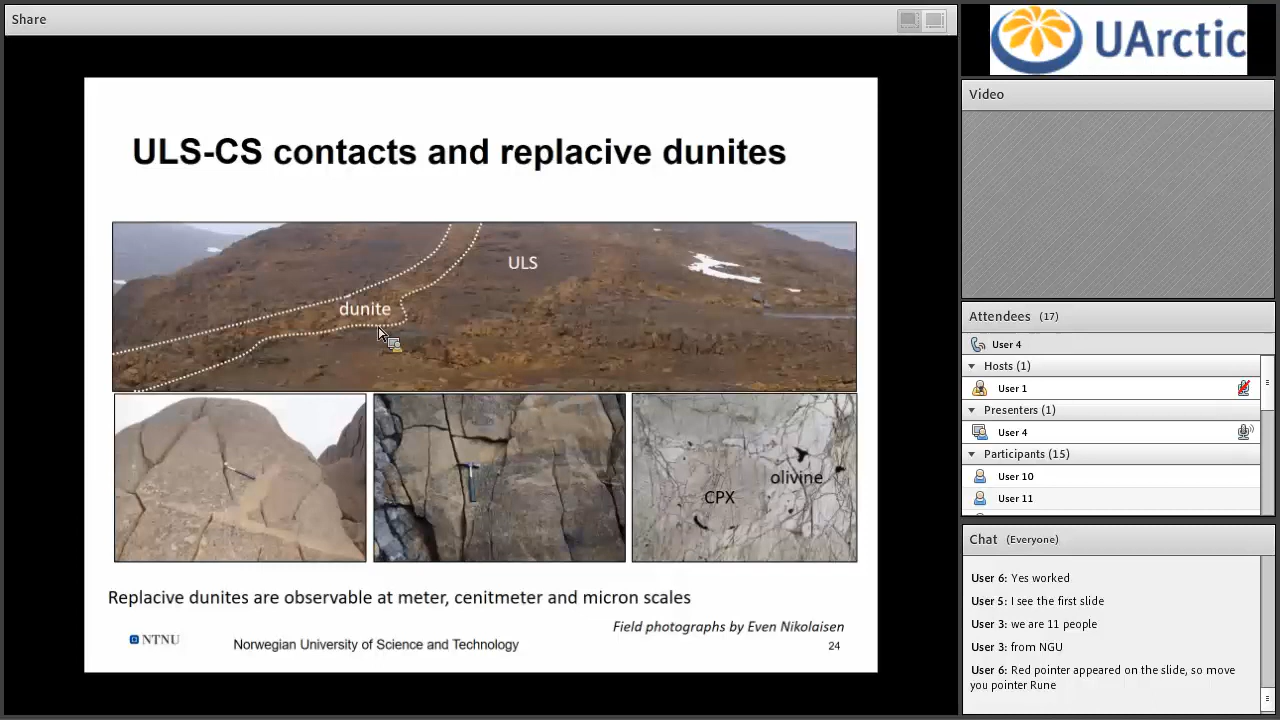 Share
ULS-CS contacts and replacive dunites
ULS
dunite
CPX
olivine
Replacive dunites are observable at meter, cenitmeter and micron scales
Field photographs by Even Nikolaisen
NTNU
Norwegian University of Science and Technology
24
UArctic
Video
Attendees (17)
User 4
Hosts (1)
User 1
Presenters (1)
User 4
Participants (15)
User 10
User 11
Chat (Everyone)
User 6: Yes worked
User 5: I see the first slide
User 3: we are 11 people
User 3: from NGU
User 6: Red pointer appeared on the slide, so move
you pointer Rune